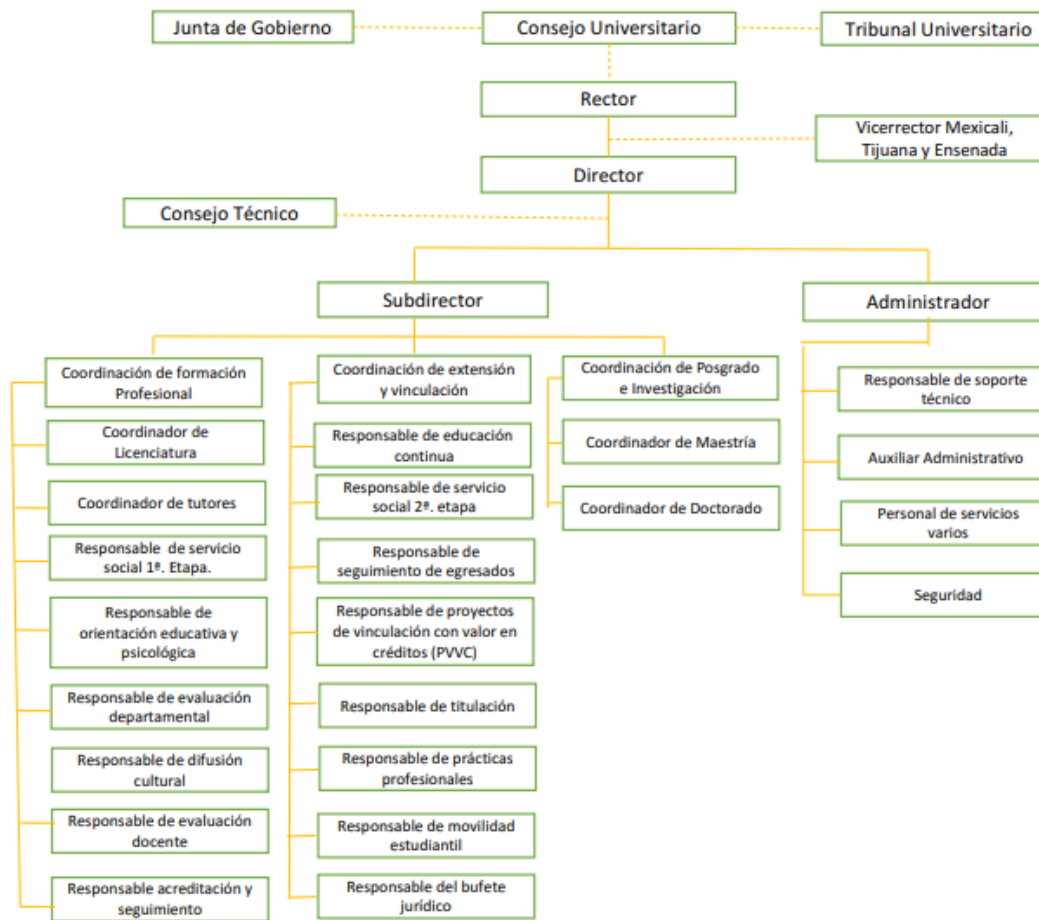 Junta de Gobierno
Consejo Universitario
Tribunal Universitario
Rector
Vicerrector Mexicali,
Tijuana y Ensenada
Director
Consejo Técnico
Subdirector
Administrador
Coordinación de formación
Profesional
Coordinador de
Licenciatura
Coordinador de tutores
Responsable de servicio
social 1ª. Etapa.
Responsable de
orientación educativa y
psicológica
Responsable de evaluación
departamental
Responsable de difusión
cultural
Responsable de evaluación
docente
Responsable acreditación y
seguimiento
Coordinación de extensión
y vinculación
Responsable de educación
continua
Responsable de servicio
social 2ª. etapa
Responsable de
seguimiento de egresados
Responsable de proyectos
de vinculación con valor en
créditos (PVVC)
Responsable de titulación
Responsable de prácticas
profesionales
Responsable de movilidad
estudiantil
Responsable del bufete
jurídico
Coordinación de Posgrado
e Investigación
Coordinador de Maestría
Coordinador de Doctorado
Responsable de soporte
técnico
Auxiliar Administrativo
Personal de servicios
varios
Seguridad